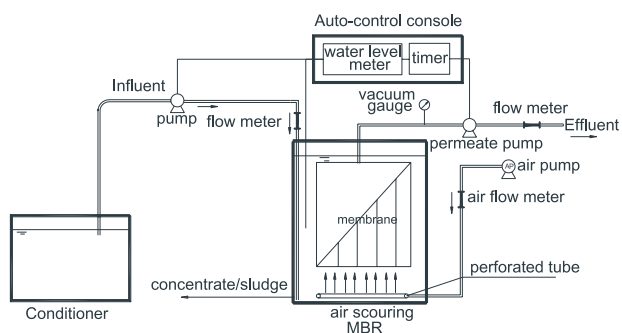 Auto-control console
water level
meter
timer
Influent
pump
flow meter
vacuum
gauge
flow meter
Effluent
permeate pump
AP
air pump
air flow meter
membrane
concentrate/sludge
perforated tube
air scouring
MBR
Conditioner